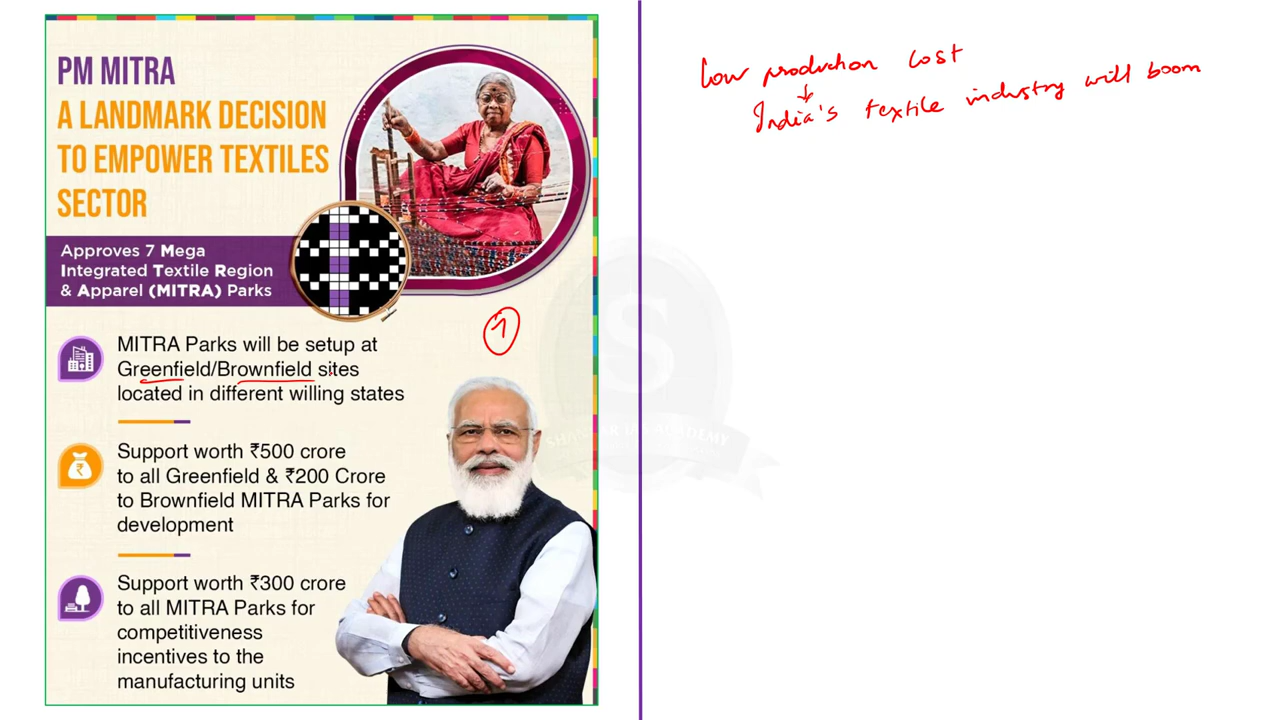 PM MITRA
A LANDMARK DECISION
TO EMPOWER TEXTILES
SECTOR
Approves 7 Mega
Integrated Textile Region
& Apparel (MITRA) Parks
MITRA Parks will be setup at
Greenfield/Brownfield sites
located in different willing states
Support worth ₹500 crore
to all Greenfield & ₹200 Crore
to Brownfield MITRA Parks for
development
Support worth ₹300 crore
to all MITRA Parks for
competitiveness
incentives to the
manufacturing units
7
Low production cost
↓
India's textile industry will boom
S
SHANKAR IAS ACADEMY